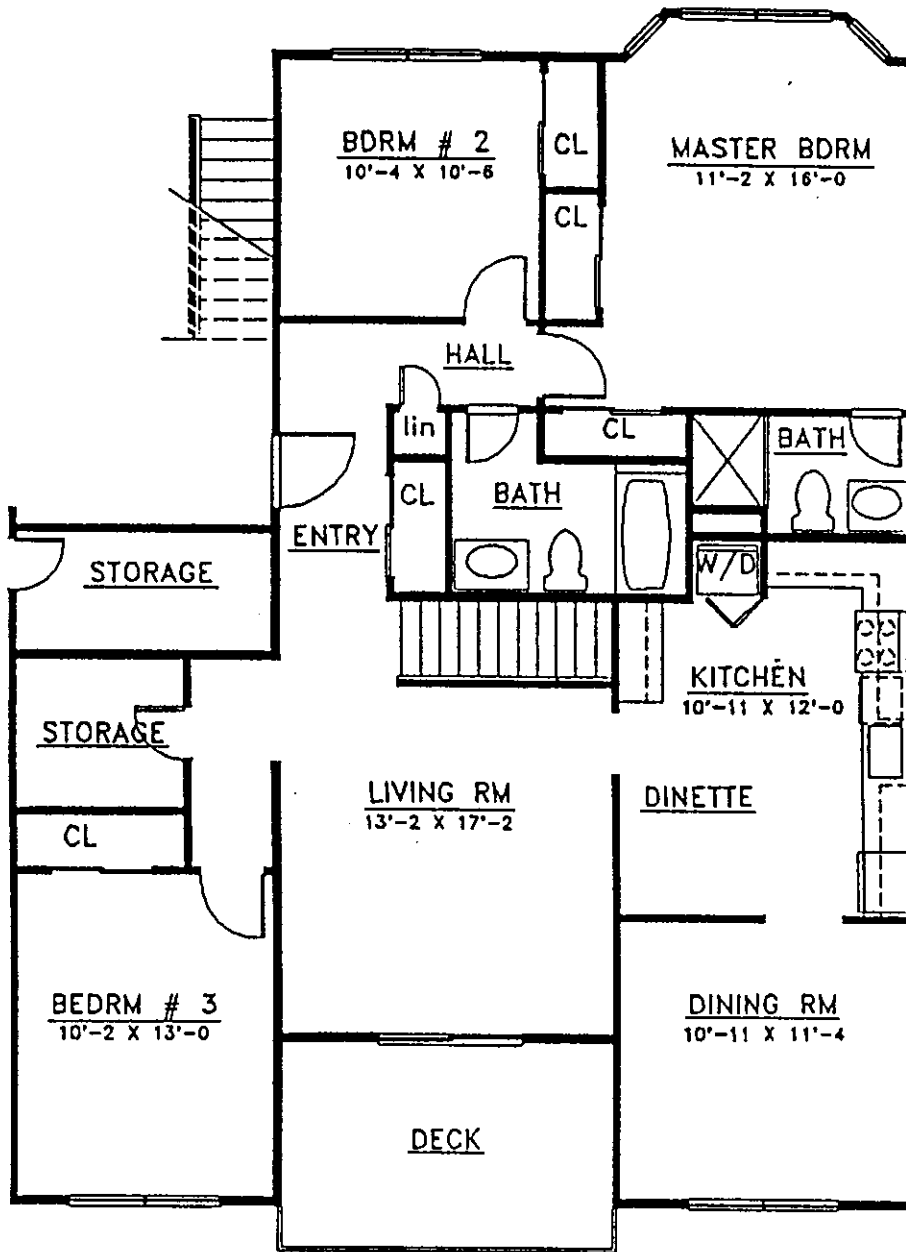 BDRM # 2
10'-4 X 10'-6
CL
MASTER BDRM
11'-2 X 16'-0
CL
HALL
lin
CL
BATH
CL
BATH
ENTRY
STORAGE
W/D
KITCHEN
10'-11 X 12'-0
STORAGE
LIVING RM
13'-2 X 17'-2
DINETTE
CL
BEDRM # 3
10'-2 X 13'-0
DINING RM
10'-11 X 11'-4
DECK